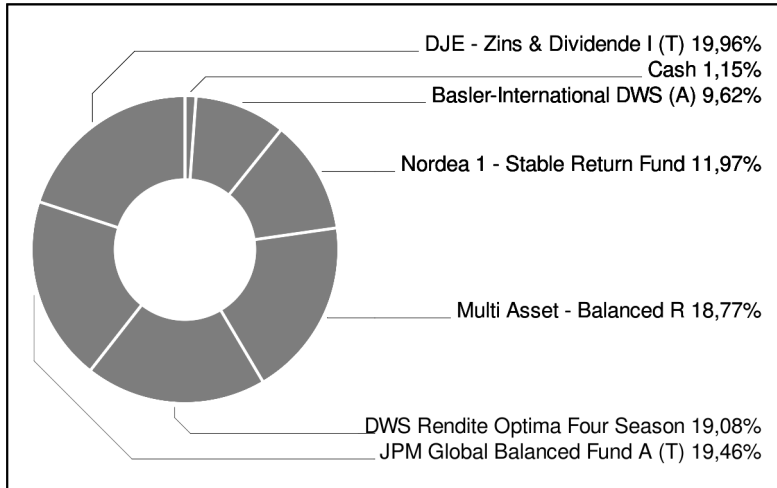 DJE - Zins & Dividende I (T) 19,96%
Cash 1,15%
Basler-International DWS (A) 9,62%
Nordea 1 - Stable Return Fund 11,97%
Multi Asset - Balanced R 18,77%
DWS Rendite Optima Four Season 19,08%
JPM Global Balanced Fund A (T) 19,46%